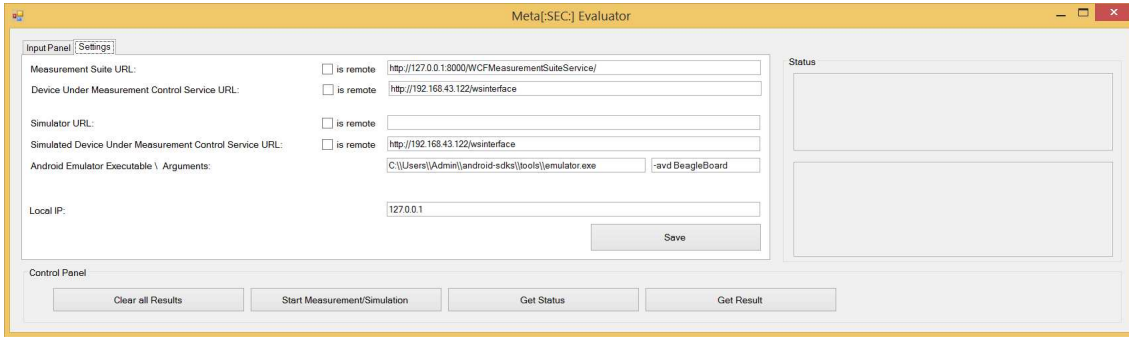 Meta[:SEC:] Evaluator
Input Panel Settings
Status
Measurement Suite URL: is remote http://127.0.0.1:8000/WCFMeasurementSuiteService/
Device Under Measurement Control Service URL: is remote http://192.168.43.122/wsinterface
Simulator URL: is remote
Simulated Device Under Measurement Control Service URL: is remote http://192.168.43.122/wsinterface
Android Emulator Executable \ Arguments: C:\\Users\\Admin\\android-sdks\\tools\\emulator.exe -avd BeagleBoard
Local IP: 127.0.0.1
Save
Control Panel
Clear all Results Start Measurement/Simulation Get Status Get Result